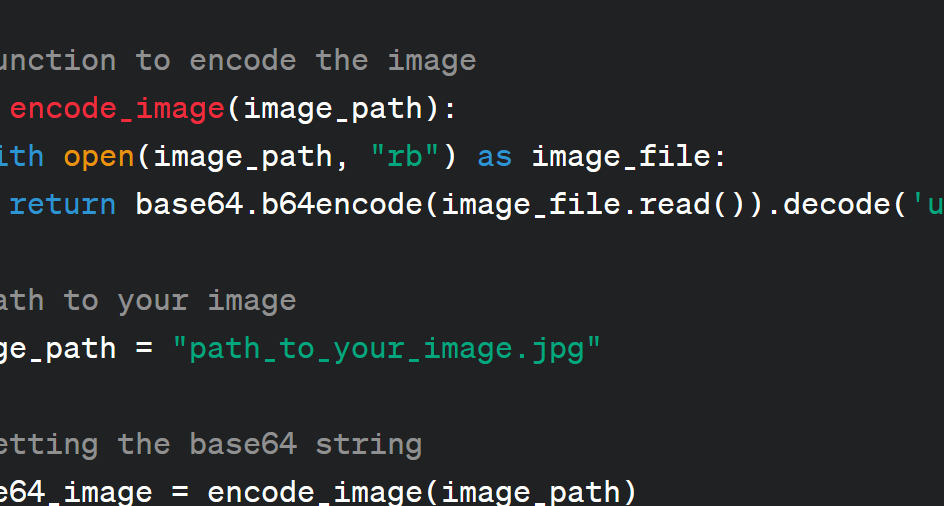 unction to encode the image
encode_image(image_path):
ith open(image_path, "rb") as image_file:
return base64.b64encode(image_file.read()).decode('u
ath to your image
ge_path = "path_to_your_image.jpg"
etting the base64 string
e64_image = encode_image(image_path)